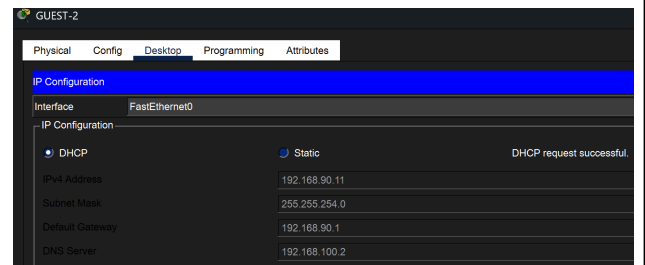 GUEST-2
Physical Config Desktop Programming Attributes
IP Configuration
Interface FastEthernet0
IP Configuration
DHCP Static DHCP request successful.
IPv4 Address 192.168.90.11
Subnet Mask 255.255.254.0
Default Gateway 192.168.90.1
DNS Server 192.168.100.2